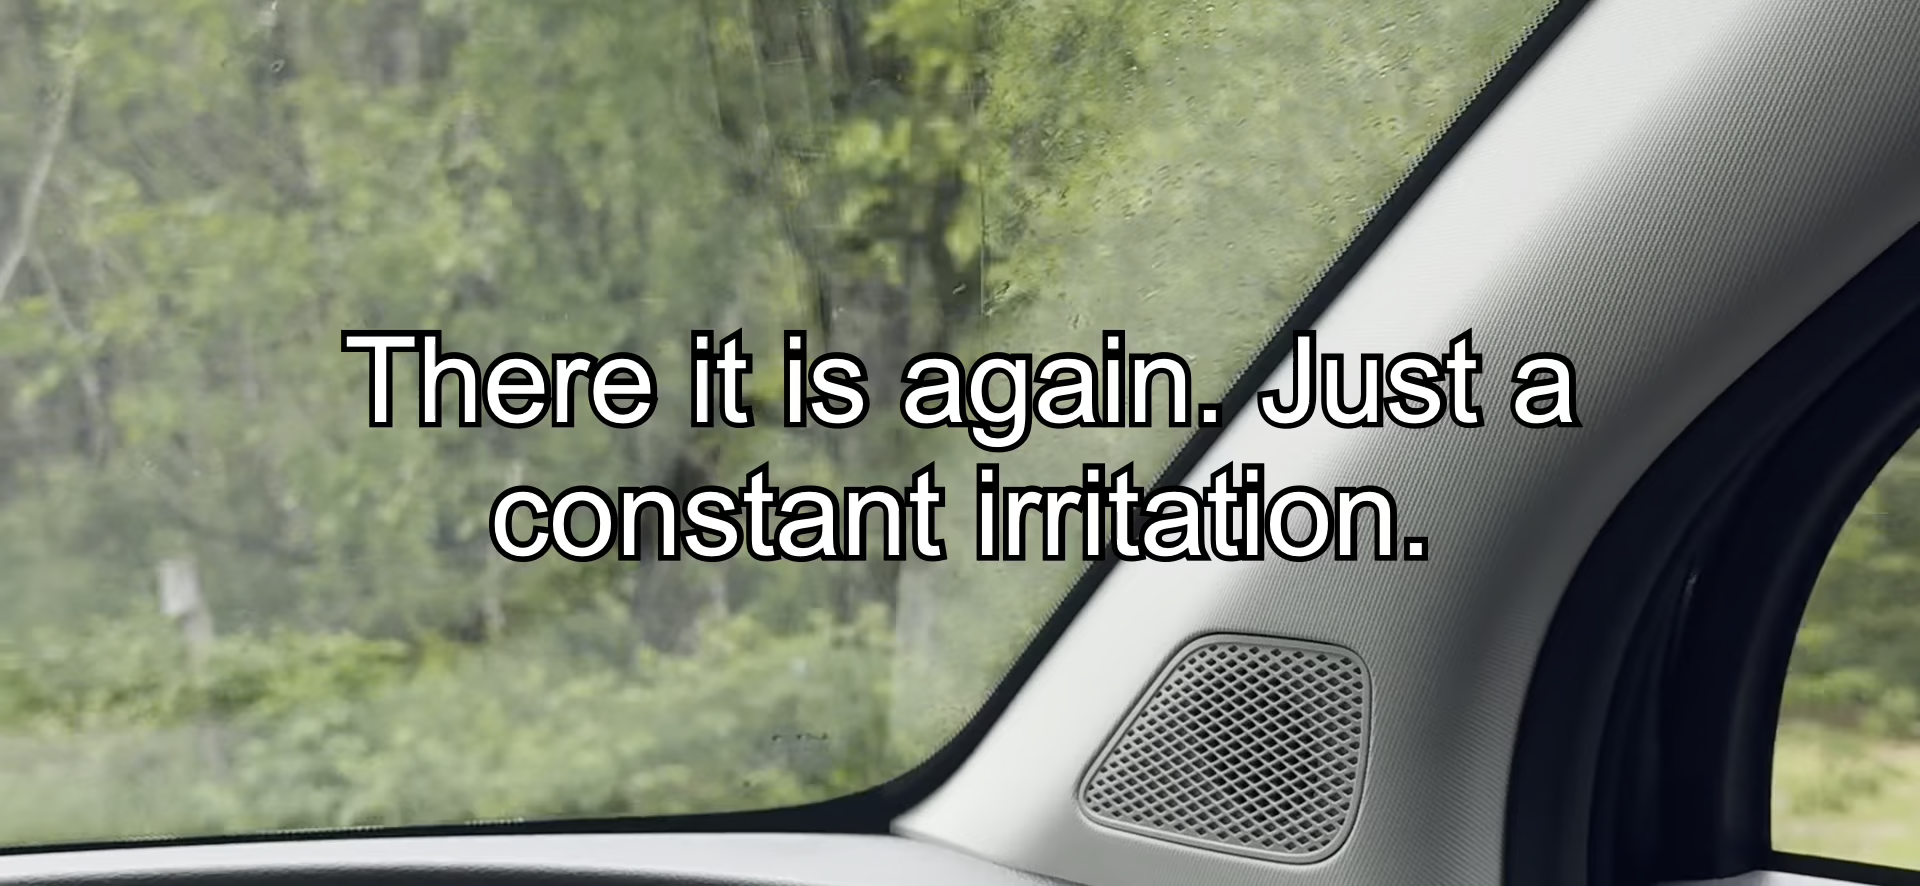 There it is again. Just a
constant irritation.